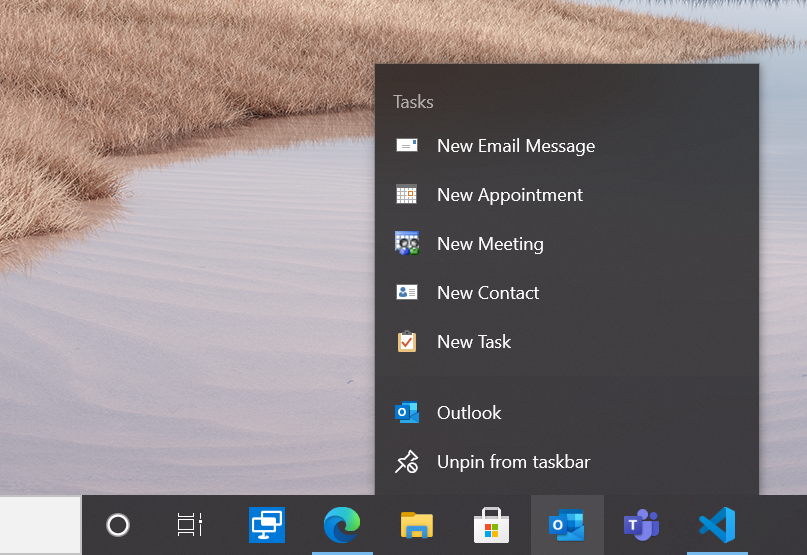 Tasks
New Email Message
New Appointment
New Meeting
New Contact
New Task
Outlook
Unpin from taskbar